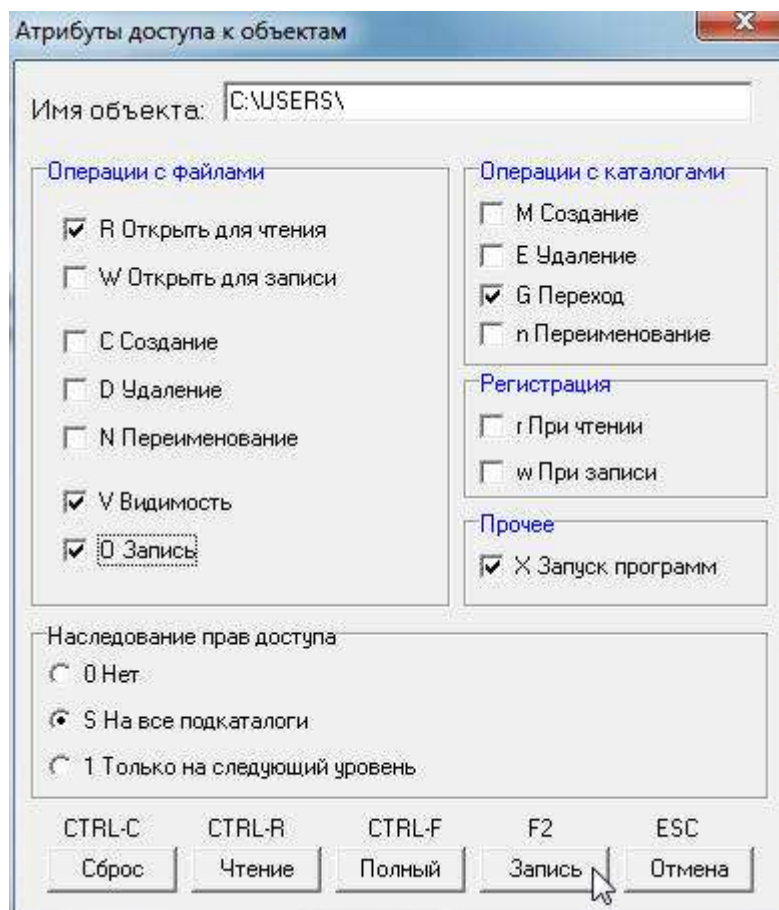 Атрибуты доступа к объектам
Имя объекта: C:\USERS\
Операции с файлами
R Открыть для чтения
W Открыть для записи
C Создание
D Удаление
N Переименование
V Видимость
O Запись
Операции с каталогами
M Создание
E Удаление
G Переход
n Переименование
Регистрация
r При чтении
w При записи
Прочее
X Запуск программ
Наследование прав доступа
0 Нет
S На все подкаталоги
1 Только на следующий уровень
CTRL-C CTRL-R CTRL-F F2 ESC
Сброс Чтение Полный Запись Отмена